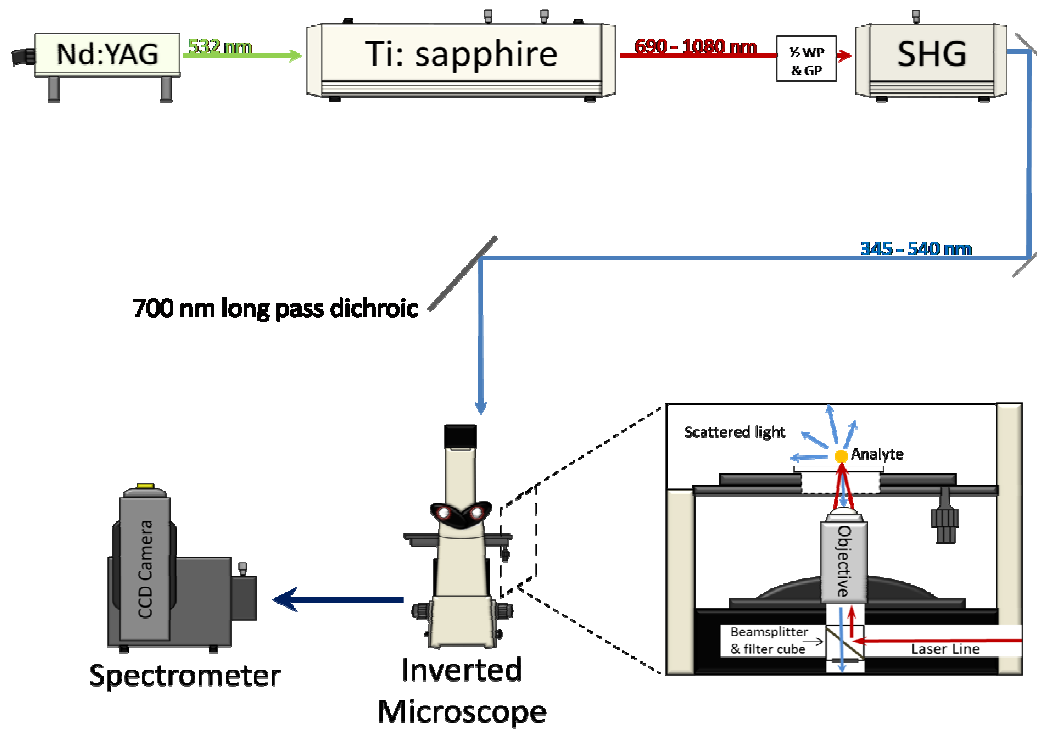 Nd:YAG
532 nm
Ti: sapphire
690 - 1080 nm
½ WP
& GP
SHG
345 - 540 nm
700 nm long pass dichroic
Scattered light
Analyte
Objective
Beamsplitter
& filter cube
Laser Line
CCD Camera
Spectrometer
Inverted
Microscope